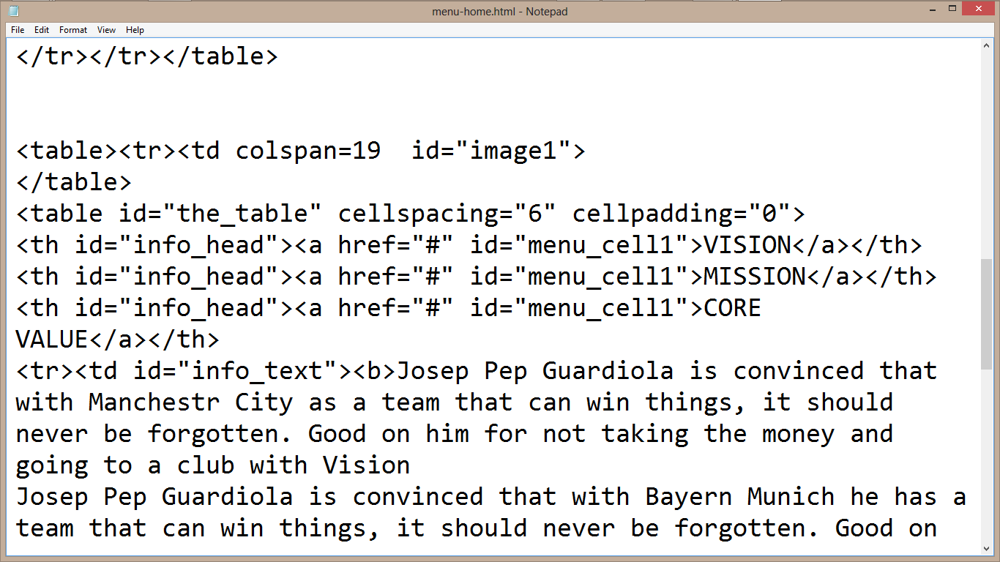 menu-home.html - Notepad
File Edit Format View Help
</tr></tr></table>
<table><tr><td colspan=19  id="image1">
</table>
<table id="the_table" cellspacing="6" cellpadding="0">
<th id="info_head"><a href="#" id="menu_cell1">VISION</a></th>
<th id="info_head"><a href="#" id="menu_cell1">MISSION</a></th>
<th id="info_head"><a href="#" id="menu_cell1">CORE
VALUE</a></th>
<tr><td id="info_text"><b>Josep Pep Guardiola is convinced that
with Manchestr City as a team that can win things, it should
never be forgotten. Good on him for not taking the money and
going to a club with Vision
Josep Pep Guardiola is convinced that with Bayern Munich he has a
team that can win things, it should never be forgotten. Good on